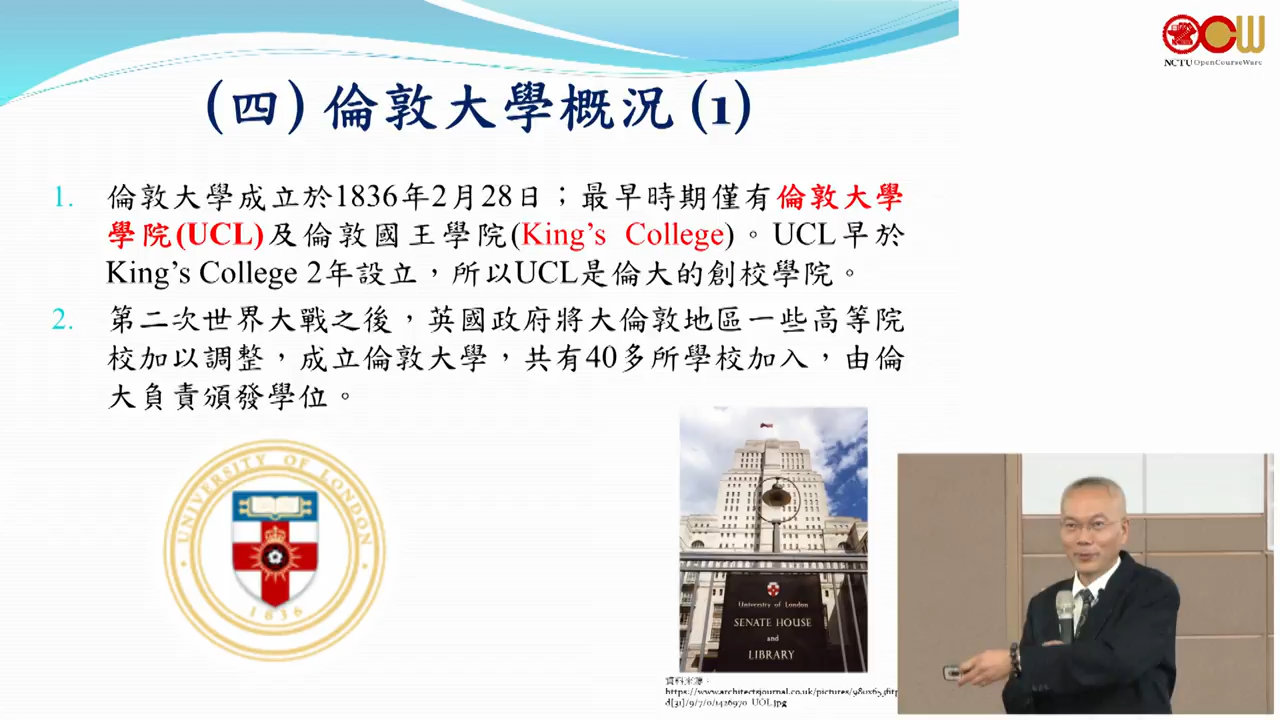 NCTU OpenCourseWare
(四) 倫敦大學概況 (1)
1. 倫敦大學成立於1836年2月28日；最早時期僅有倫敦大學
學院(UCL)及倫敦國王學院(King's College)。UCL早於
King's College 2年設立，所以UCL是倫大的創校學院。
2. 第二次世界大戰之後，英國政府將大倫敦地區一些高等院
校加以調整，成立倫敦大學，共有40多所學校加入，由倫
大負責頒發學位。
UNIVERSITY OF LONDON
1836
University of London
SENATE HOUSE
and
LIBRARY
資料來源：